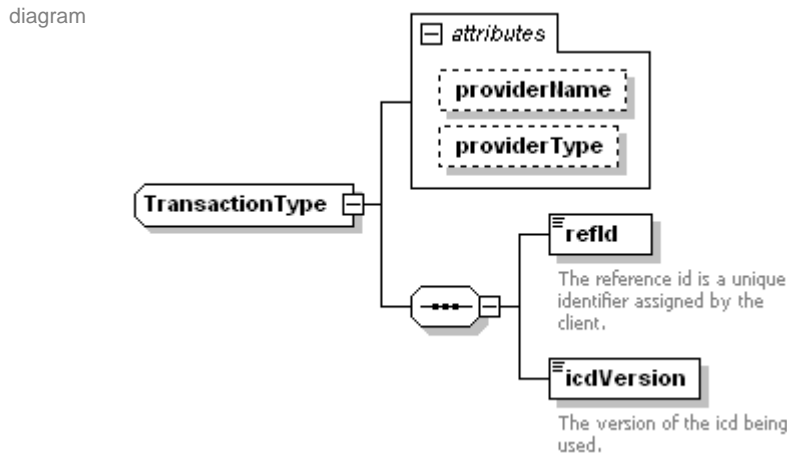 diagram
attributes
providerName
providerType
TransactionType
refId
The reference id is a unique
identifier assigned by the
client.
icdVersion
The version of the icd being
used.